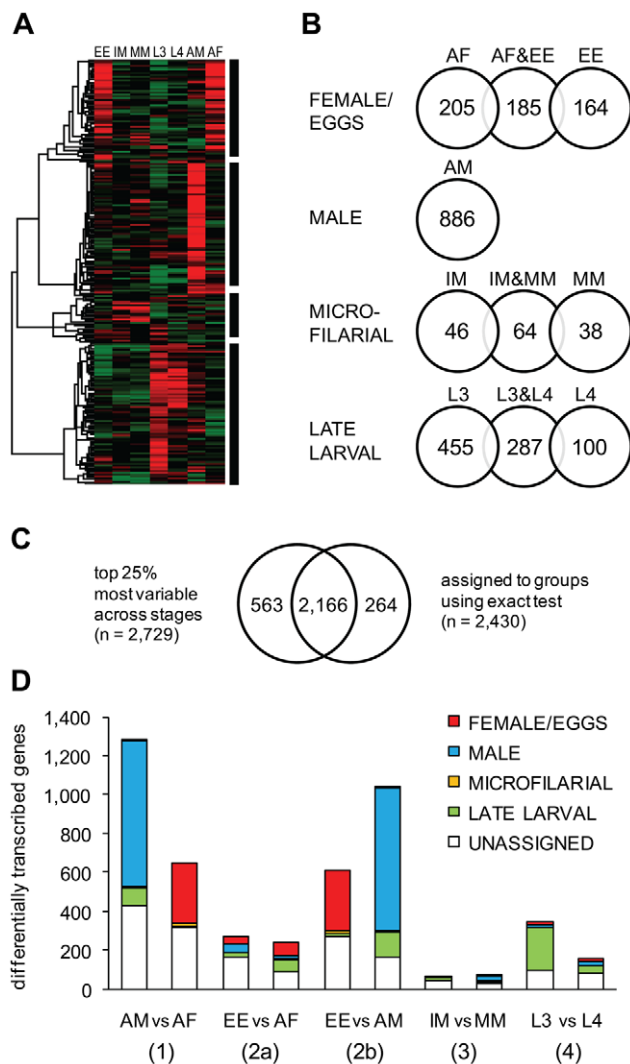 A
EE IM MM L3 L4 AM AF
B
AF AF&EE EE
FEMALE/
EGGS
205 185 164
AM
MALE
886
IM IM&MM MM
MICRO-
FILARIAL
46 64 38
L3 L3&L4 L4
LATE
LARVAL
455 287 100
C
top 25%
most variable
across stages
(n = 2,729)
563 2,166 264
assigned to groups
using exact test
(n = 2,430)
D
differentially transcribed genes
1,400
1,200
1,000
800
600
400
200
0
FEMALE/EGGS
MALE
MICROFILARIAL
LATE LARVAL
UNASSIGNED
AM vs AF EE vs AF EE vs AM IM vs MM L3 vs L4
(1) (2a) (2b) (3) (4)